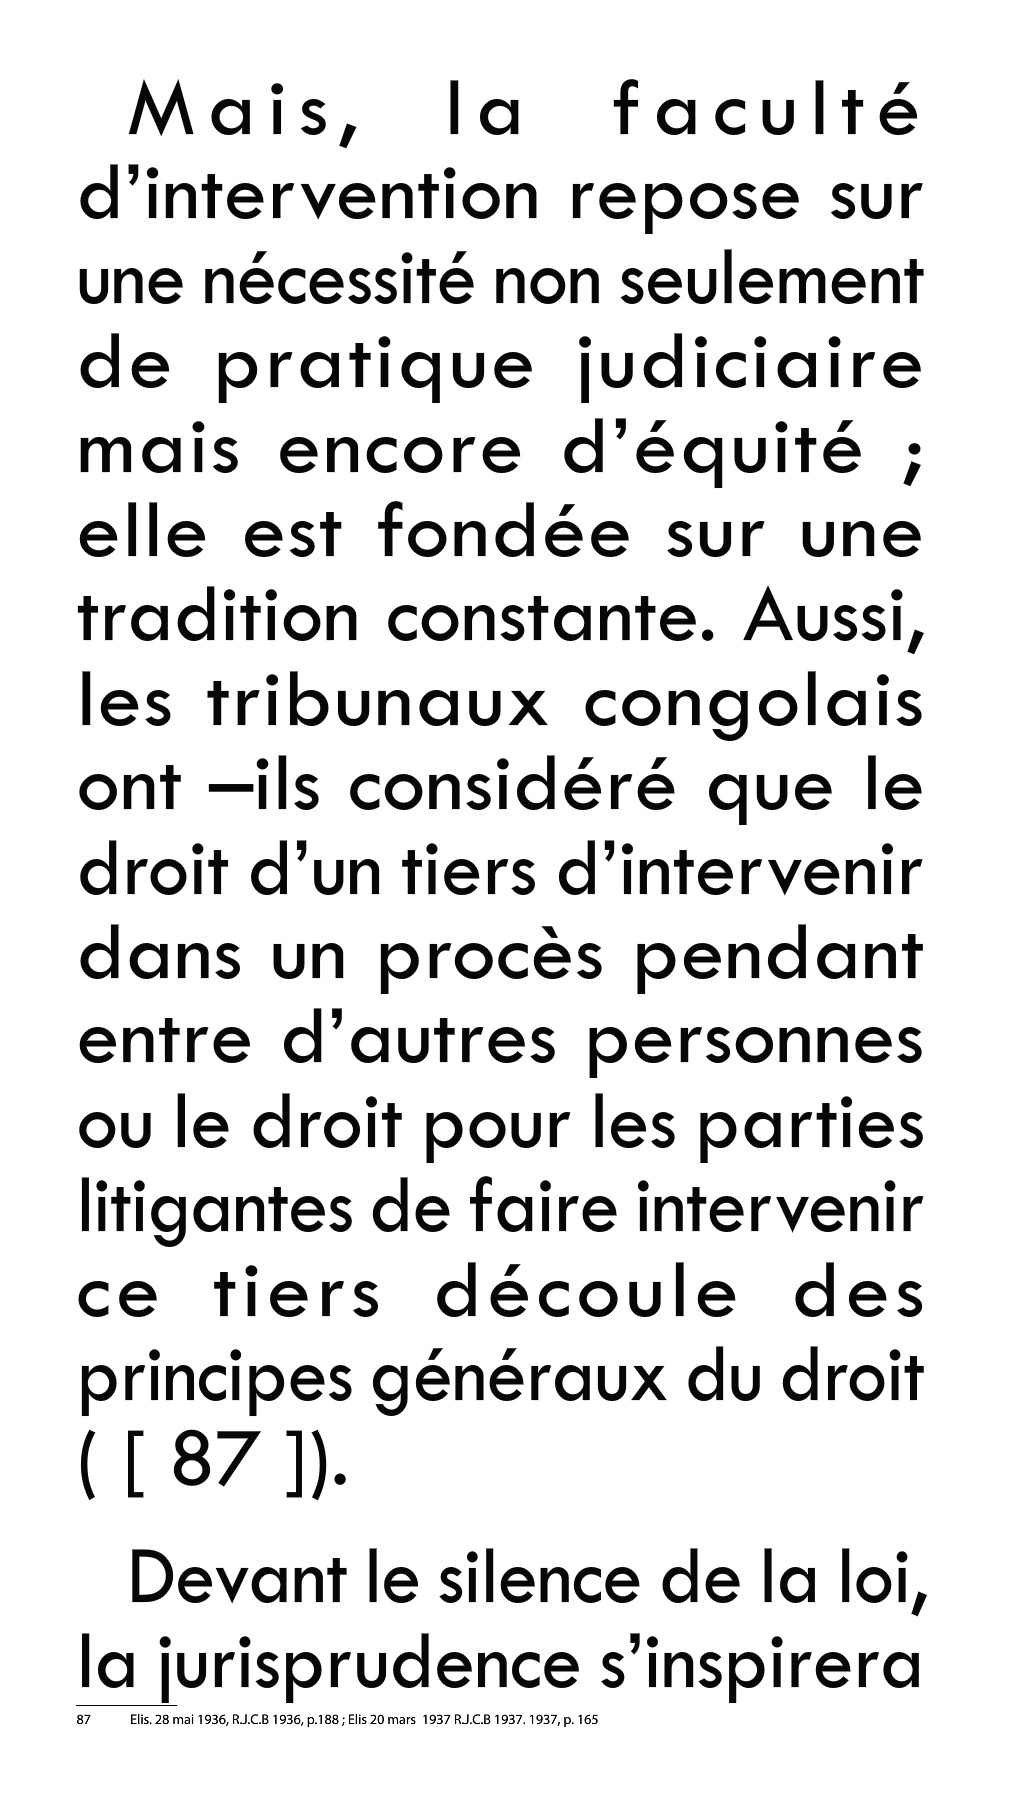 Mais, la faculté
d’intervention repose sur
une nécessité non seulement
de pratique judiciaire
mais encore d’équité ;
elle est fondée sur une
tradition constante. Aussi,
les tribunaux congolais
ont –ils considéré que le
droit d’un tiers d’intervenir
dans un procès pendant
entre d’autres personnes
ou le droit pour les parties
litigantes de faire intervenir
ce tiers découle des
principes généraux du droit
( [ 87 ]).
Devant le silence de la loi,
la jurisprudence s’inspirera
87 Elis. 28 mai 1936, R.J.C.B 1936, p.188 ; Elis 20 mars 1937 R.J.C.B 1937. 1937, p. 165